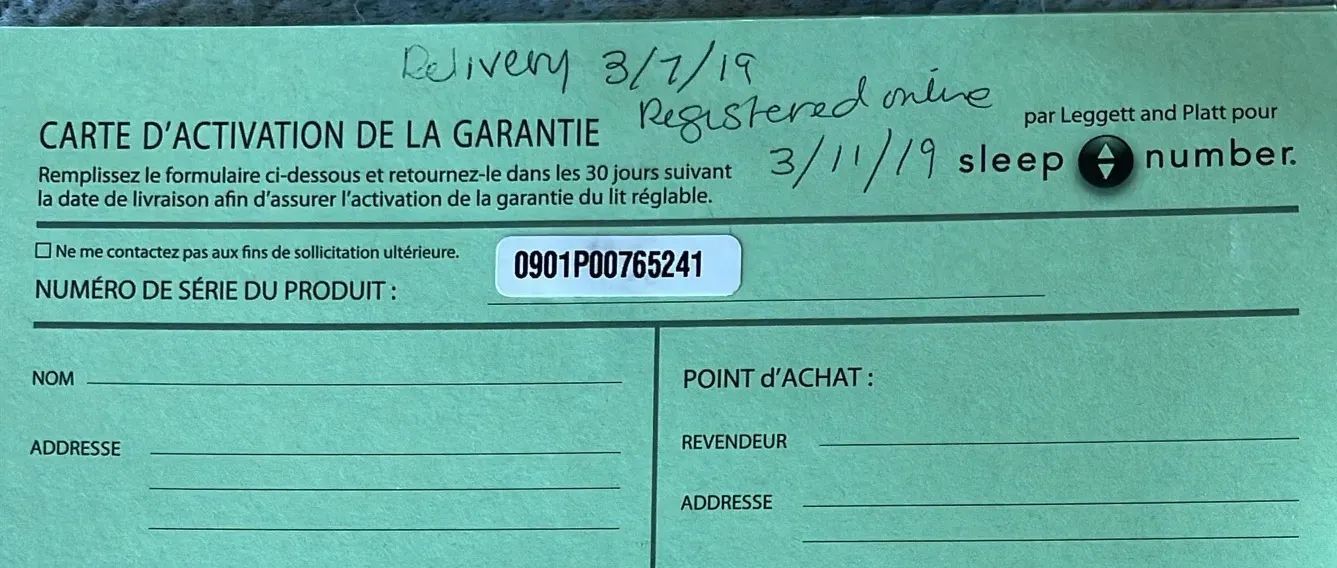 Delivery 3/7/19
Registered online
3/11/19
CARTE D'ACTIVATION DE LA GARANTIE
Remplissez le formulaire ci-dessous et retournez-le dans les 30 jours suivant
la date de livraison afin d'assurer l'activation de la garantie du lit réglable.
par Leggett and Platt pour
sleep number.
Ne me contactez pas aux fins de sollicitation ultérieure.
NUMÉRO DE SÉRIE DU PRODUIT :
0901P00765241
NOM
ADDRESSE
POINT d'ACHAT :
REVENDEUR
ADDRESSE